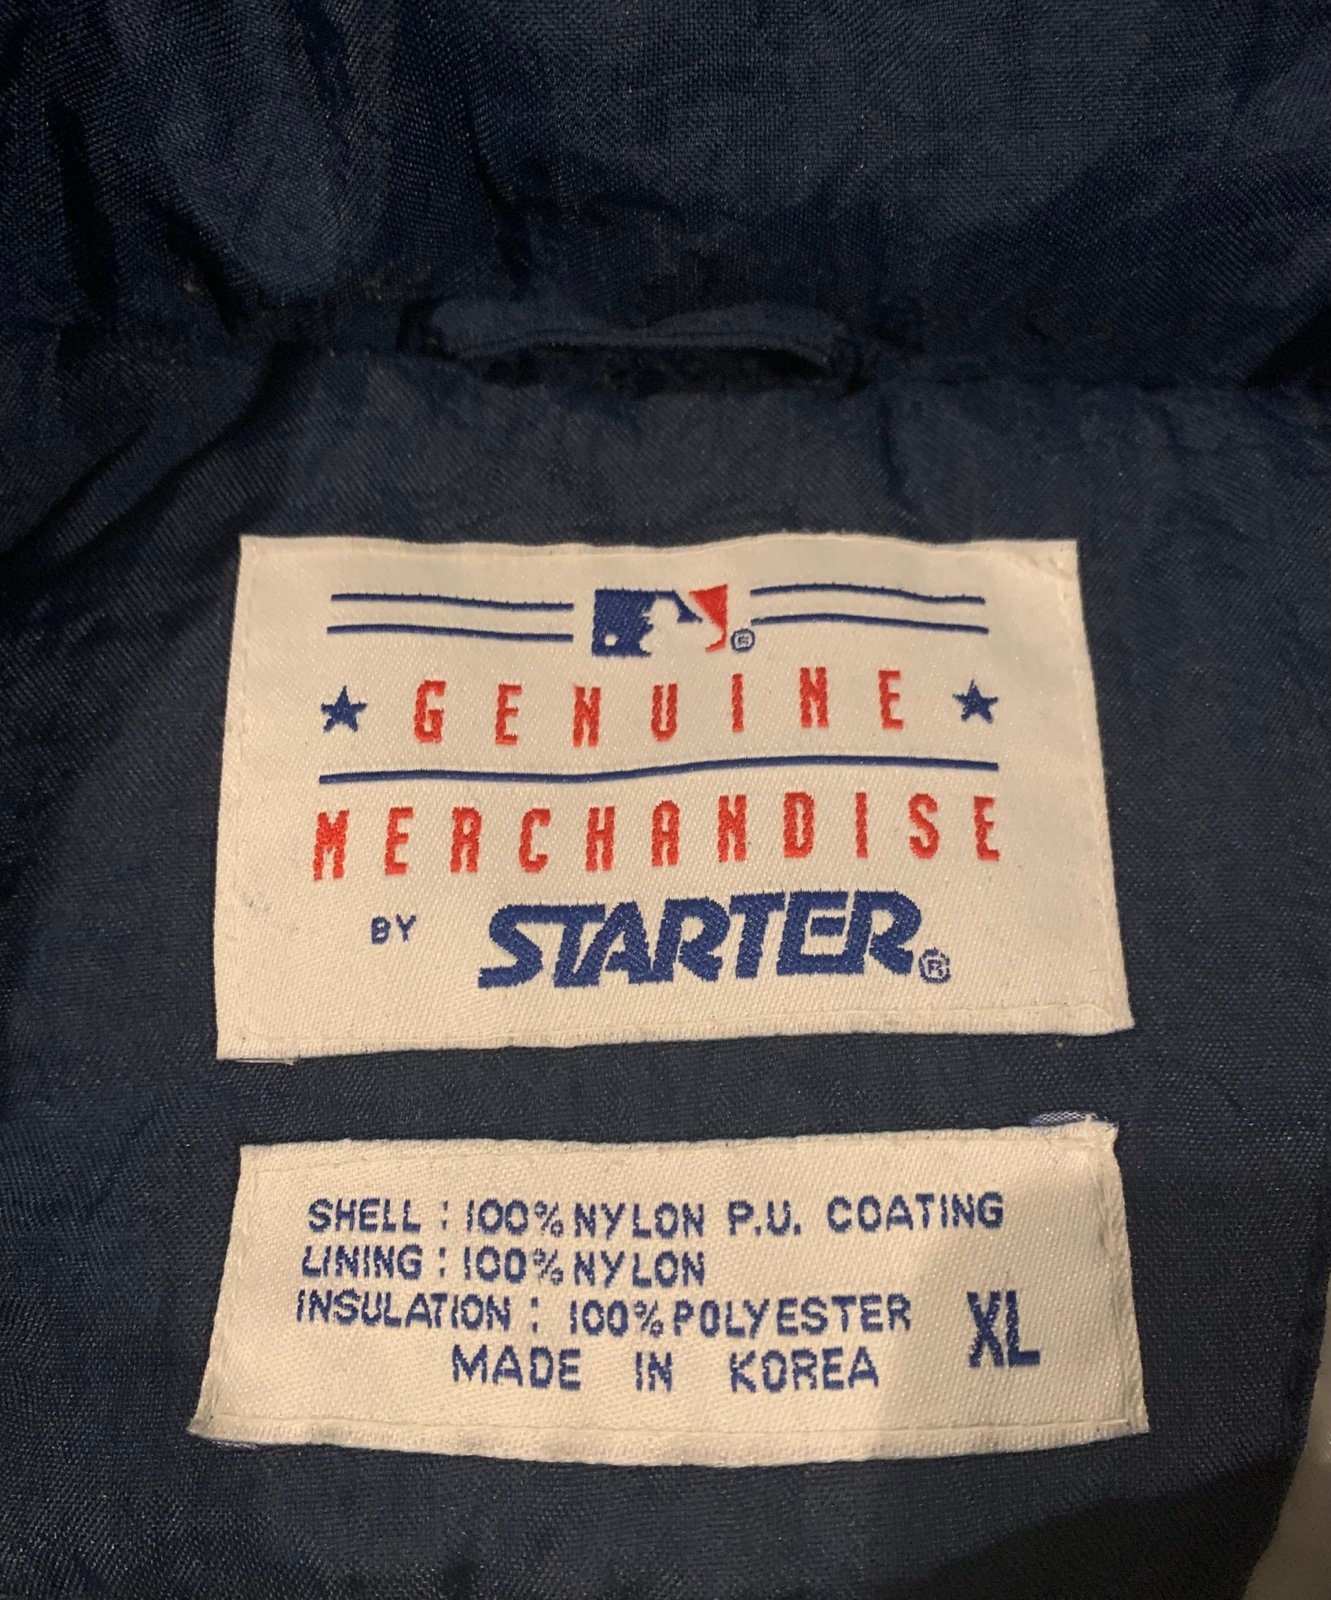 GENUINE
MERCHANDISE
BY STARTER®
SHELL : 100% NYLON P.U. COATING
LINING : 100% NYLON
INSULATION : 100% POLYESTER XL
MADE IN KOREA